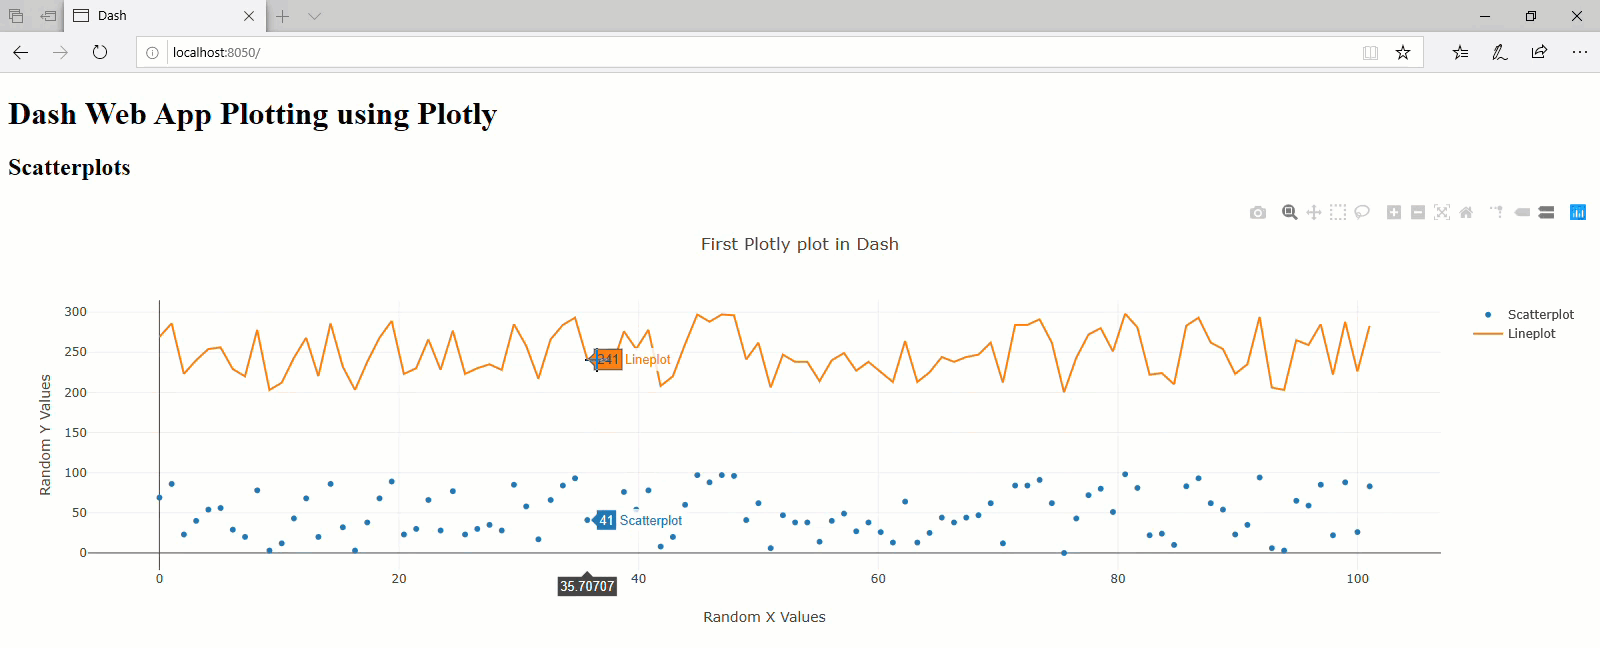 Dash
localhost:8050/
Dash Web App Plotting using Plotly
Scatterplots
First Plotly plot in Dash
Scatterplot
Lineplot
300
250
200
150
100
50
0
Random Y Values
241 Lineplot
41 Scatterplot
0
20
40
60
80
100
35.70707
Random X Values